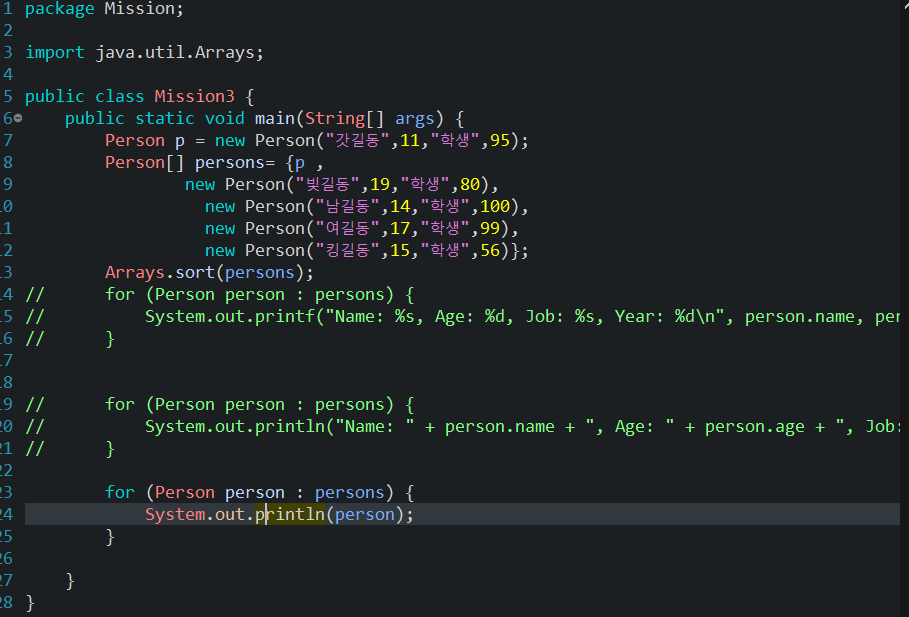 1 package Mission;
2
3 import java.util.Arrays;
4
5 public class Mission3 {
6 public static void main(String[] args) {
7 Person p = new Person("갓길동",11,"학생",95);
8 Person[] persons= {p ,
9 new Person("빚길동",19,"학생",80),
10 new Person("남길동",14,"학생",100),
11 new Person("여길동",17,"학생",99),
12 new Person("킹길동",15,"학생",56)};
13 Arrays.sort(persons);
14 // for (Person person : persons) {
15 // System.out.printf("Name: %s, Age: %d, Job: %s, Year: %d\n", person.name, per
16 // }
17
18
19 // for (Person person : persons) {
20 // System.out.println("Name: " + person.name + ", Age: " + person.age + ", Job:
21 // }
22
23 for (Person person : persons) {
24 System.out.println(person);
25 }
26
27 }
28 }